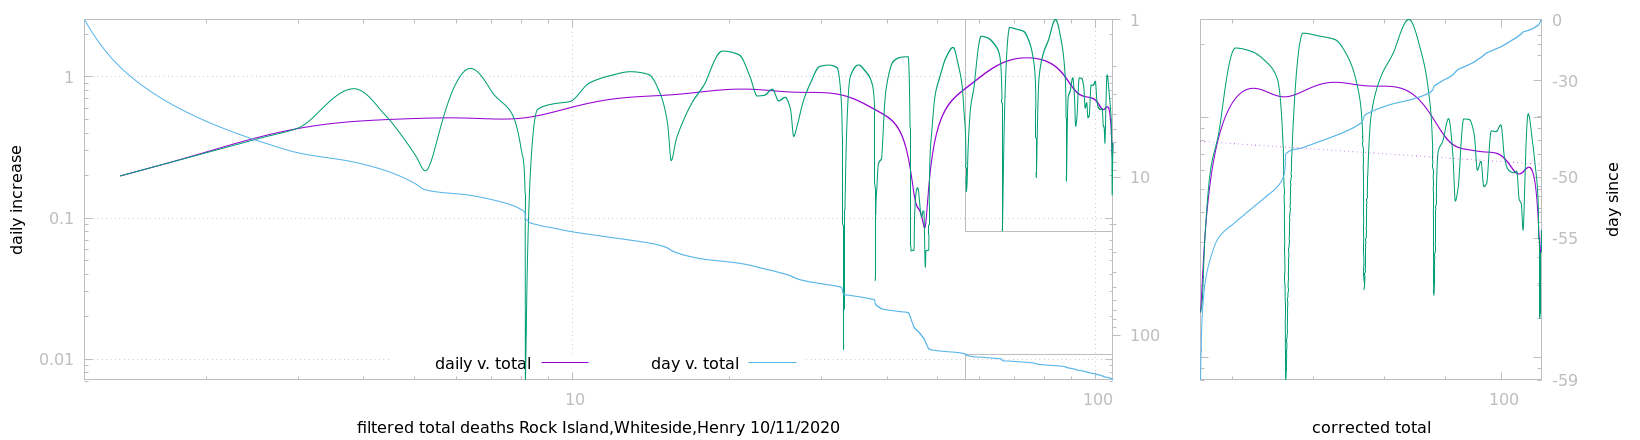 1
0.1
0.01
daily increase
daily v. total
day v. total
10
100
filtered total deaths Rock Island,Whiteside,Henry 10/11/2020
1
10
100
0
-30
-50
-55
-59
day since
100
corrected total